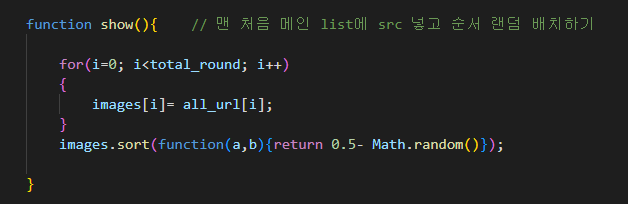 function show(){    // 맨 처음 메인 list에 src 넣고 순서 랜덤 배치하기
    for(i=0; i<total_round; i++)
    {
        images[i]= all_url[i];
    }
    images.sort(function(a,b){return 0.5- Math.random()});
}